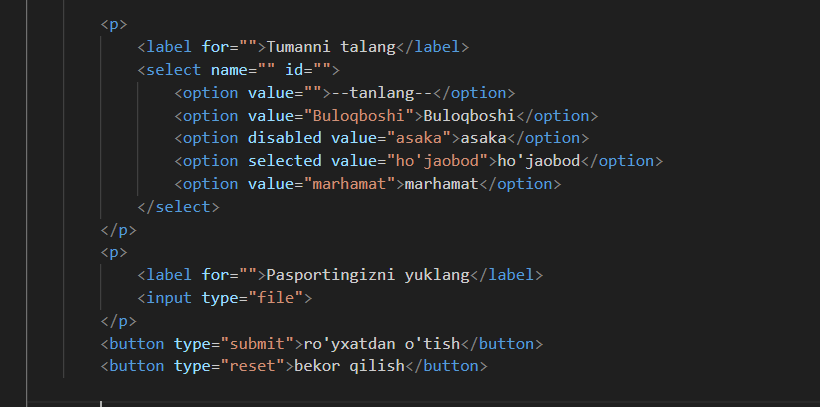 <p>
<label for="">Tumanni talang</label>
<select name="" id="">
<option value="">--tanlang--</option>
<option value="Buloqboshi">Buloqboshi</option>
<option disabled value="asaka">asaka</option>
<option selected value="ho'jaobod">ho'jaobod</option>
<option value="marhamat">marhamat</option>
</select>
</p>
<p>
<label for="">Pasportingizni yuklang</label>
<input type="file">
</p>
<button type="submit">ro'yxatdan o'tish</button>
<button type="reset">bekor qilish</button>